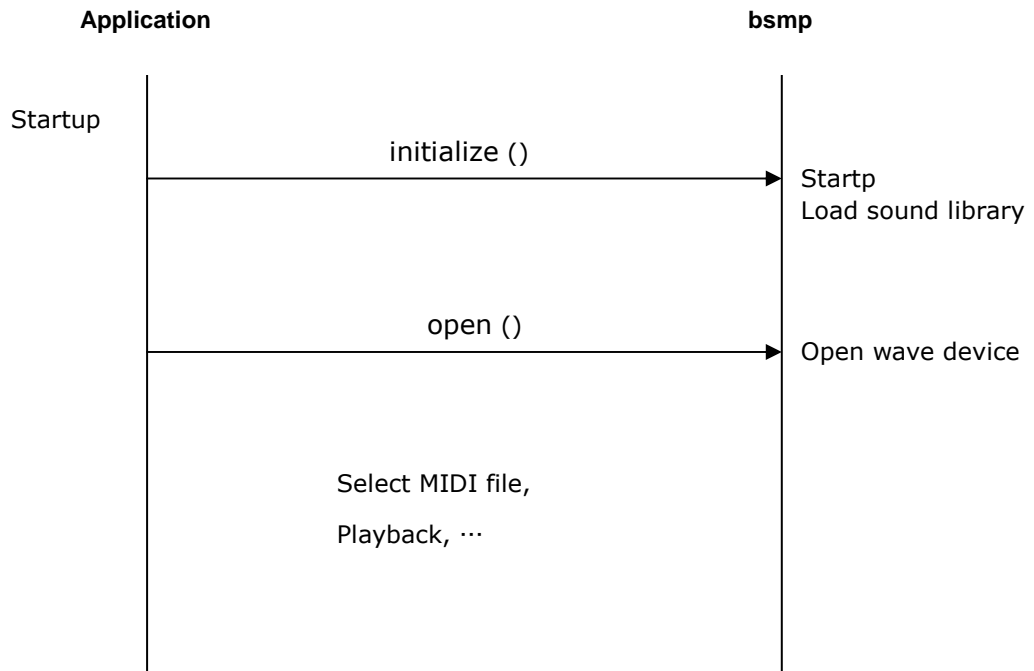 Application
bsmp
Startup
initialize ()
Startp
Load sound library
open ()
Open wave device
Select MIDI file,
Playback, ···